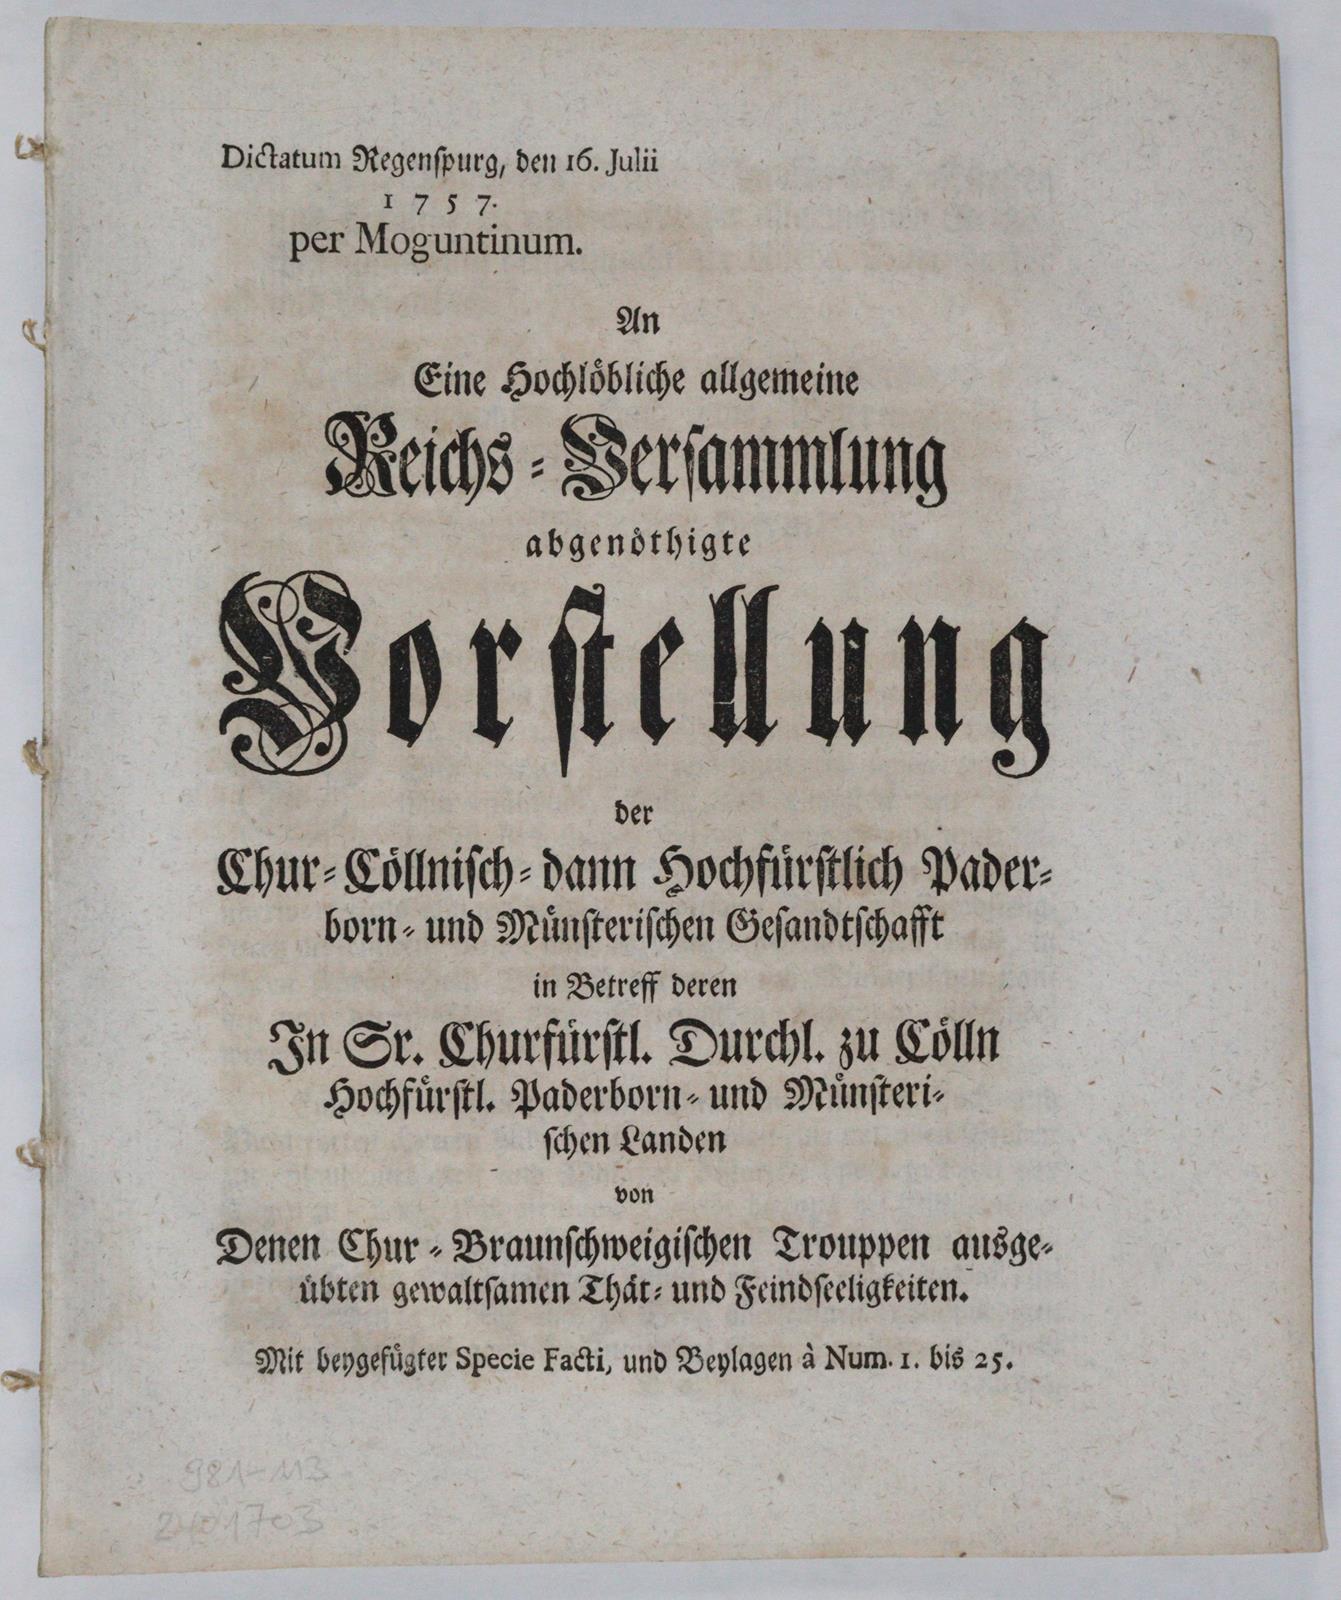 Dictatum Regenſpurg, den 16. Julii
1757.
per Moguntinum.
An
Eine Hochlöbliche allgemeine
Reichs-Verſammlung
abgenöthigte
Vorſtellung
der
Chur-Cöllniſch-dann Hochfürſtlich Pader-
born- und Münſteriſchen Geſandtſchafft
in Betreff deren
In Sr. Churfürſtl. Durchl. zu Cölln
Hochfürſtl. Paderborn- und Münſteri-
ſchen Landen
von
Denen Chur-Braunſchweigiſchen Trouppen ausge-
übten gewaltſamen Thät- und Feindſeeligkeiten.
Mit beygefügter Specie Facti, und Beylagen à Num. 1. bis 25.
981-113